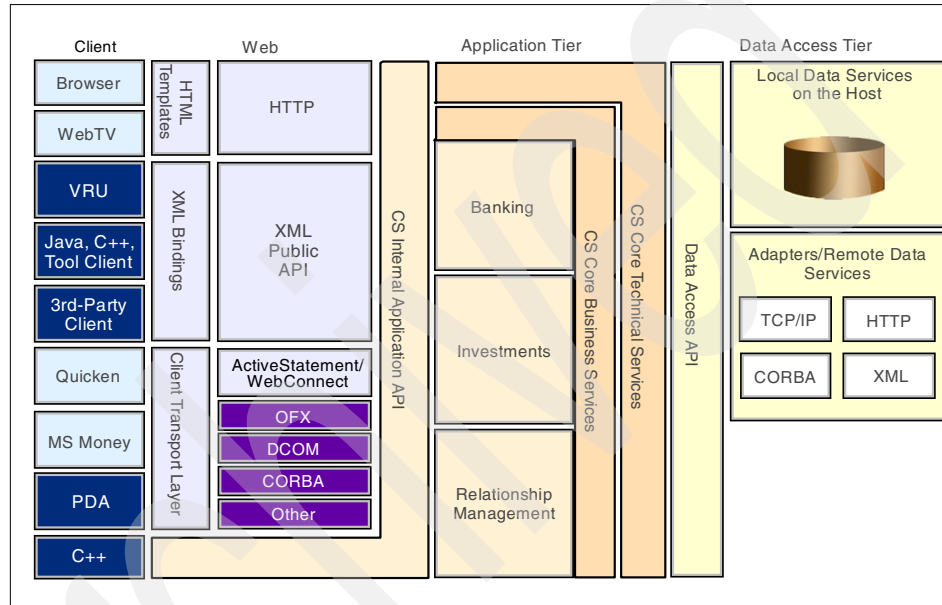 Client
Web
Application Tier
Data Access Tier
Browser
WebTV
VRU
Java, C++,
Tool Client
3rd-Party
Client
Quicken
MS Money
PDA
C++
HTML
Templates
XML Bindings
Client Transport Layer
HTTP
XML
Public
API
ActiveStatement/
WebConnect
OFX
DCOM
CORBA
Other
CS Internal Application API
Banking
Investments
Relationship
Management
CS Core Business Services
CS Core Technical Services
Data Access API
Local Data Services
on the Host
Adapters/Remote Data
Services
TCP/IP
HTTP
CORBA
XML